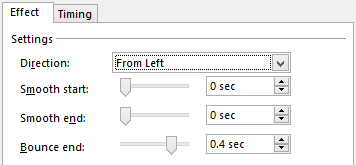 Effect Timing
Settings
Direction: From Left
Smooth start: 0 sec
Smooth end: 0 sec
Bounce end: 0.4 sec